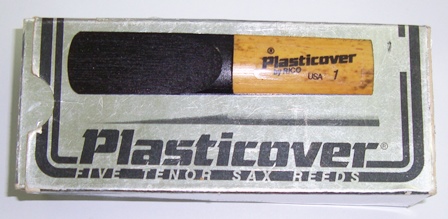 ®
Plasticover
BY RICO
USA 1
Plasticover®
FIVE TENOR SAX REEDS